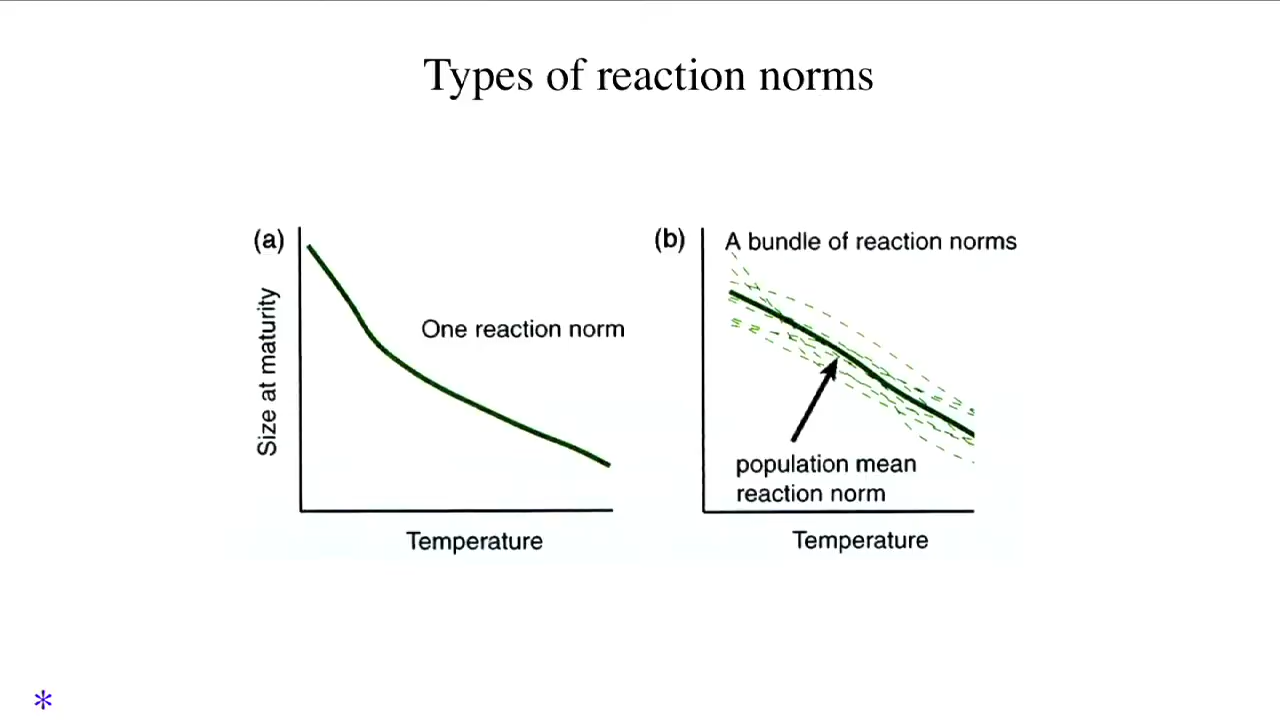 Types of reaction norms
(a)
Size at maturity
One reaction norm
Temperature
(b)
A bundle of reaction norms
population mean
reaction norm
Temperature
*